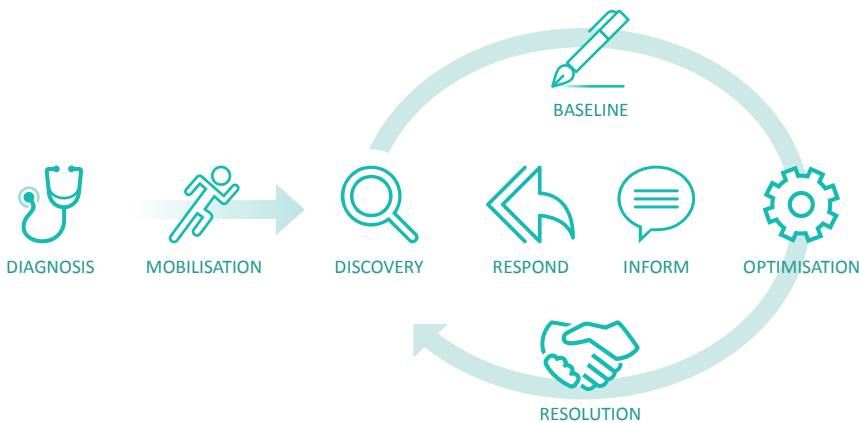 BASELINE
DIAGNOSIS
MOBILISATION
DISCOVERY
RESPOND
INFORM
OPTIMISATION
RESOLUTION